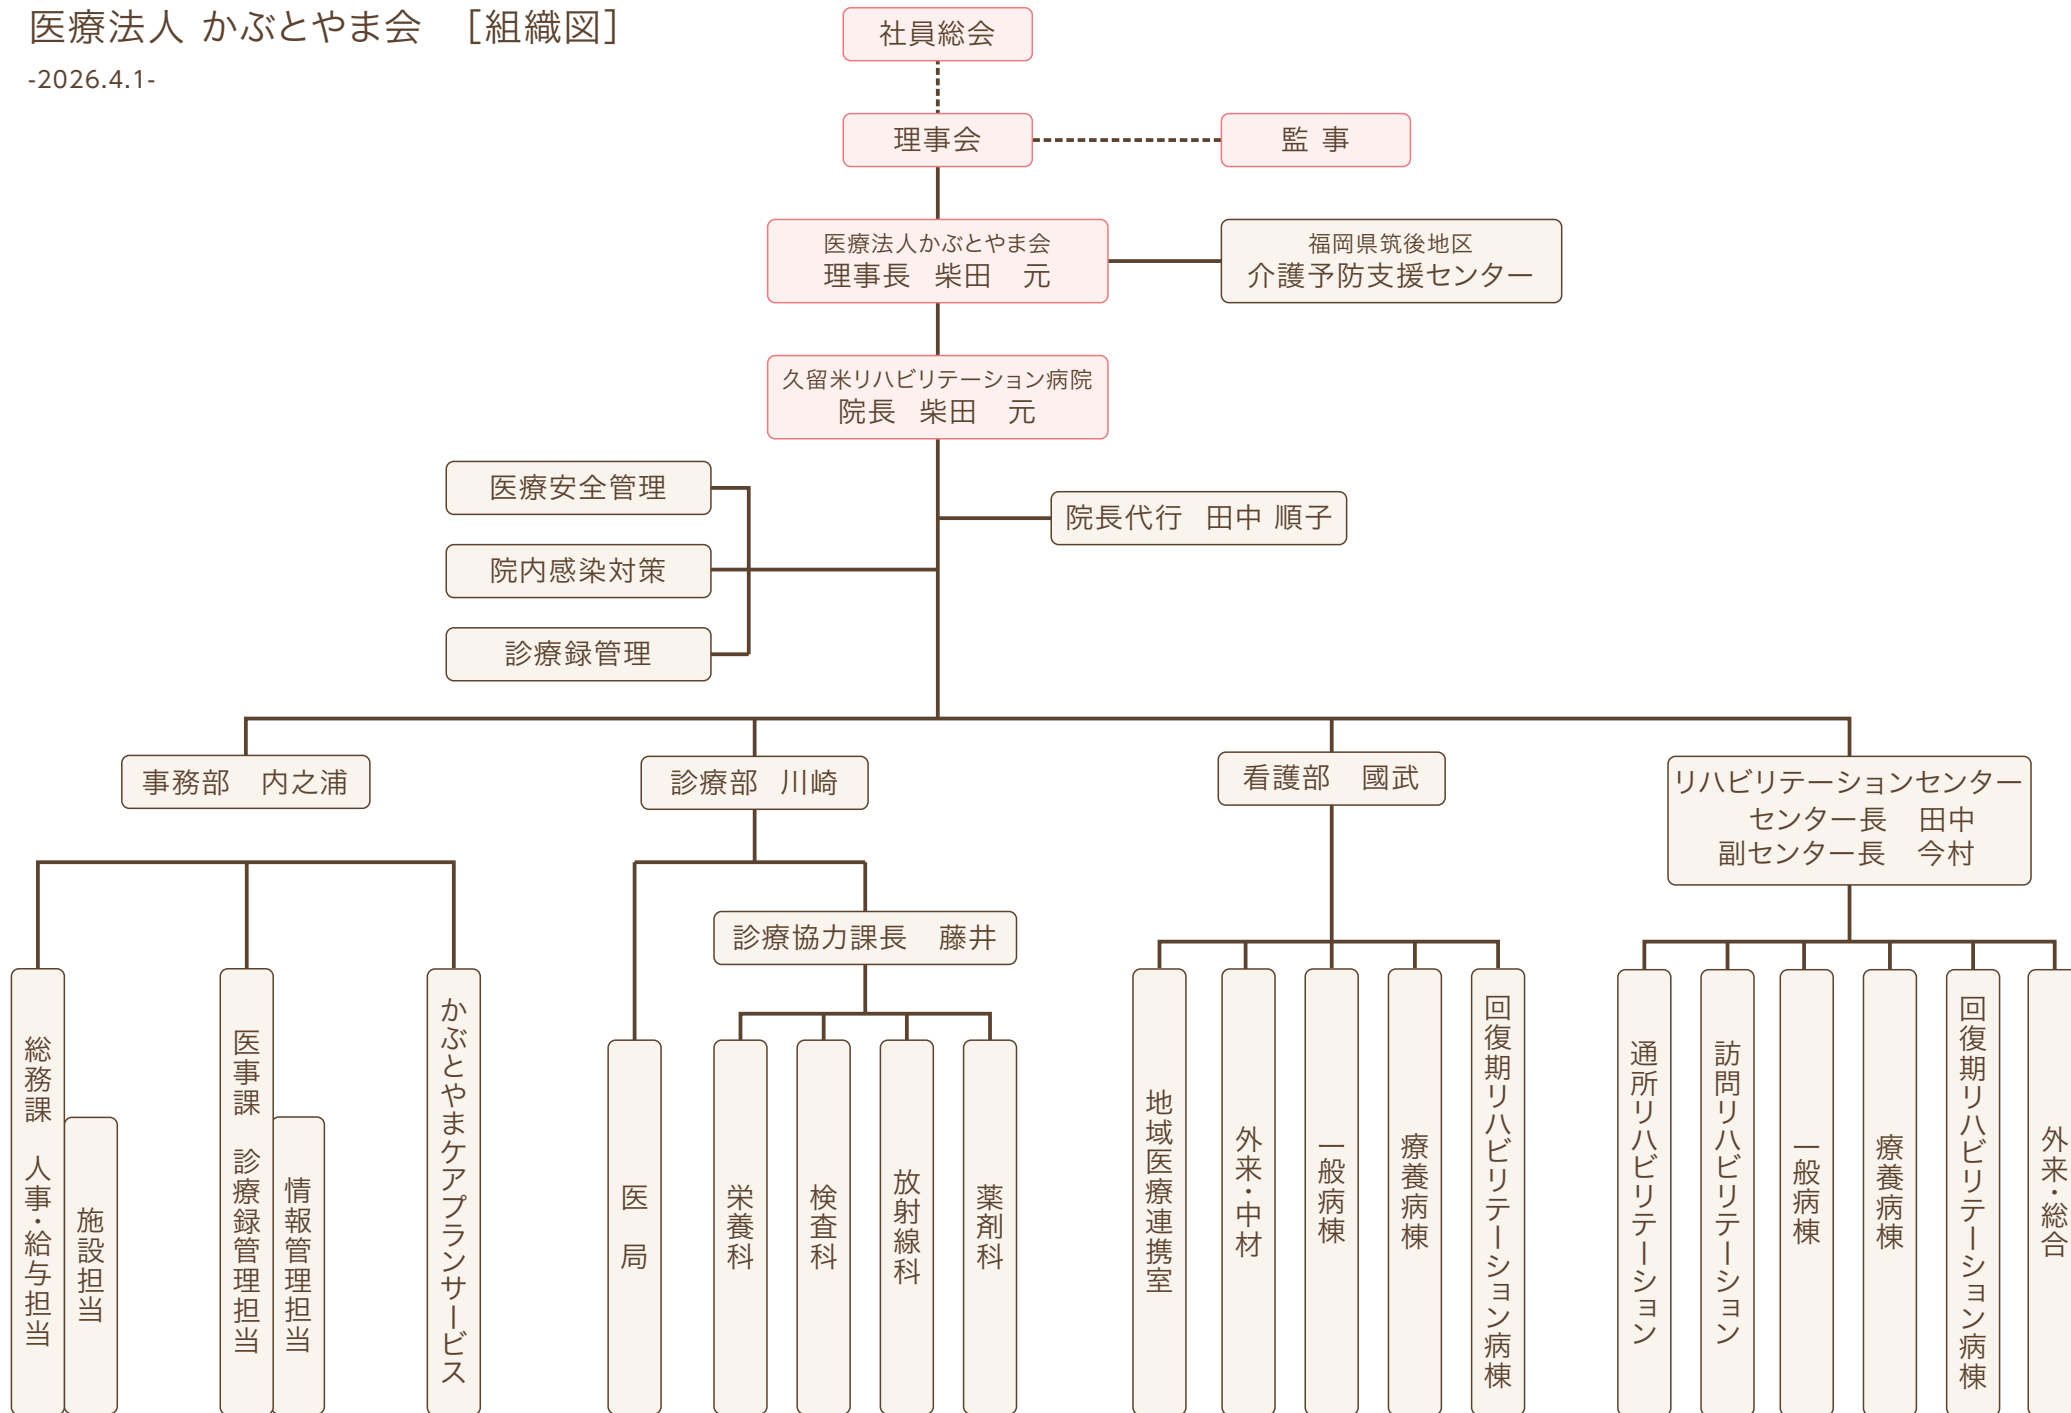 医療法人 かぶとやま会 ［組織図］
-2026.4.1-
社員総会
理事会
監 事
医療法人かぶとやま会
理事長 柴田 元
福岡県筑後地区
介護予防支援センター
久留米リハビリテーション病院
院長 柴田 元
医療安全管理
院長代行 田中 順子
院内感染対策
診療録管理
事務部 内之浦
診療部 川崎
看護部 國武
リハビリテーションセンター
センター長 田中
副センター長 今村
診療協力課長 藤井
総務課 人事・給与担当
施設担当
医事課 診療録管理担当
情報管理担当
かぶとやまケアプランサービス
医 局
栄養科
検査科
放射線科
薬剤科
地域医療連携室
外来・中材
一般病棟
療養病棟
回復期リハビリテーション病棟
通所リハビリテーション
訪問リハビリテーション
一般病棟
療養病棟
回復期リハビリテーション病棟
外来・総合